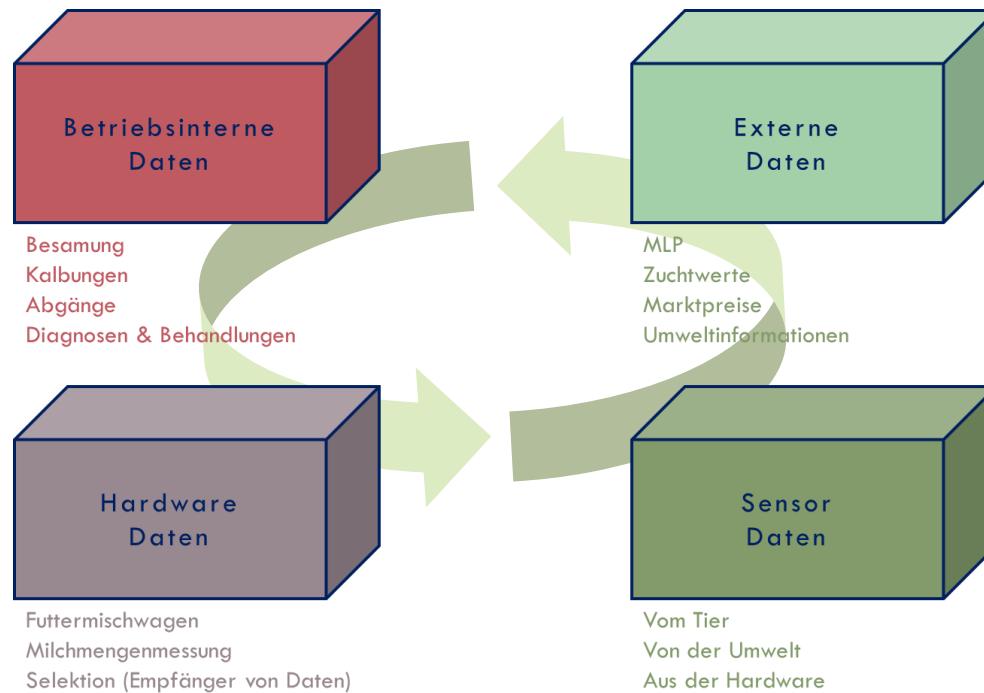 Betriebsinterne
Daten
Besamung
Kalbungen
Abgänge
Diagnosen & Behandlungen
Externe
Daten
MLP
Zuchtwerte
Marktpreise
Umweltinformationen
Hardware
Daten
Futtermischwagen
Milchmengenmessung
Selektion (Empfänger von Daten)
Sensor
Daten
Vom Tier
Von der Umwelt
Aus der Hardware